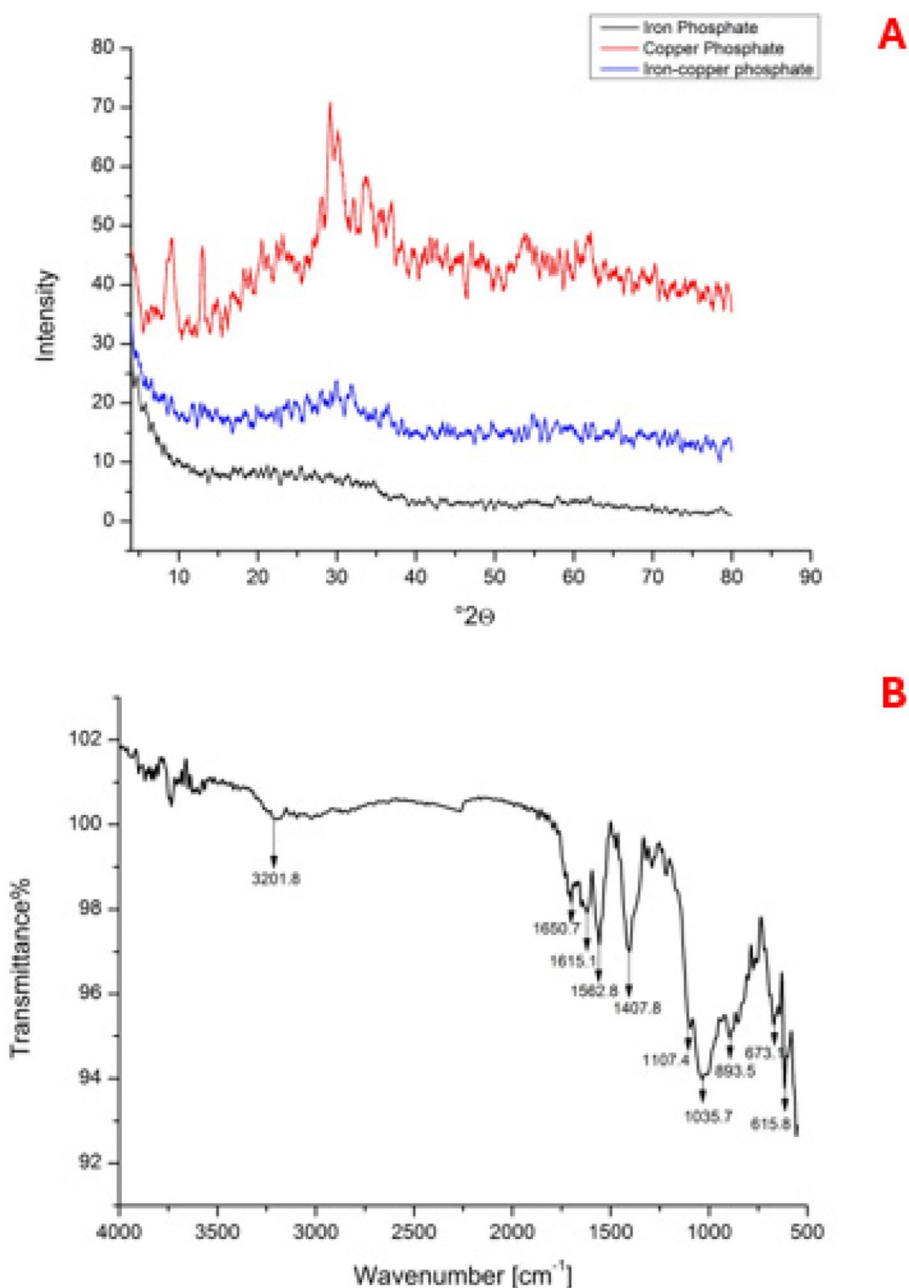 A
Iron Phosphate
Copper Phosphate
Iron-copper phosphate
80
70
60
50
40
30
20
10
0
Intensity
10 20 30 40 50 60 70 80 90
°2Θ
B
102
100
98
96
94
92
Transmittance%
3201.8
1650.7
1615.1
1562.8
1407.8
1107.4
1035.7
893.5
673.1
615.8
4000 3500 3000 2500 2000 1500 1000 500
Wavenumber [cm⁻¹]